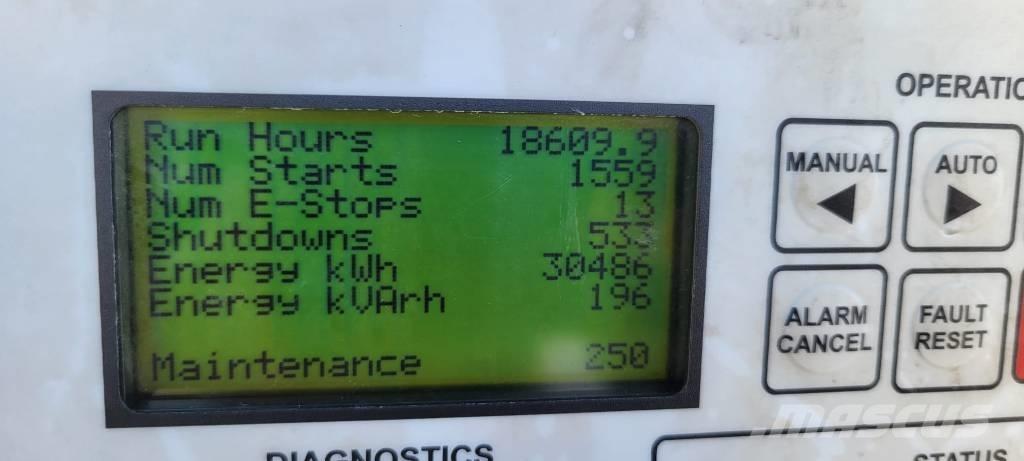 Run Hours 18609.9
Num Starts 1559
Num E-Stops 13
Shutdowns 533
Energy kWh 30486
Energy kVArh 196
Maintenance 250
MANUAL
AUTO
ALARM
CANCEL
FAULT
RESET
DIAGNOSTICS
STATUS
MASCUS